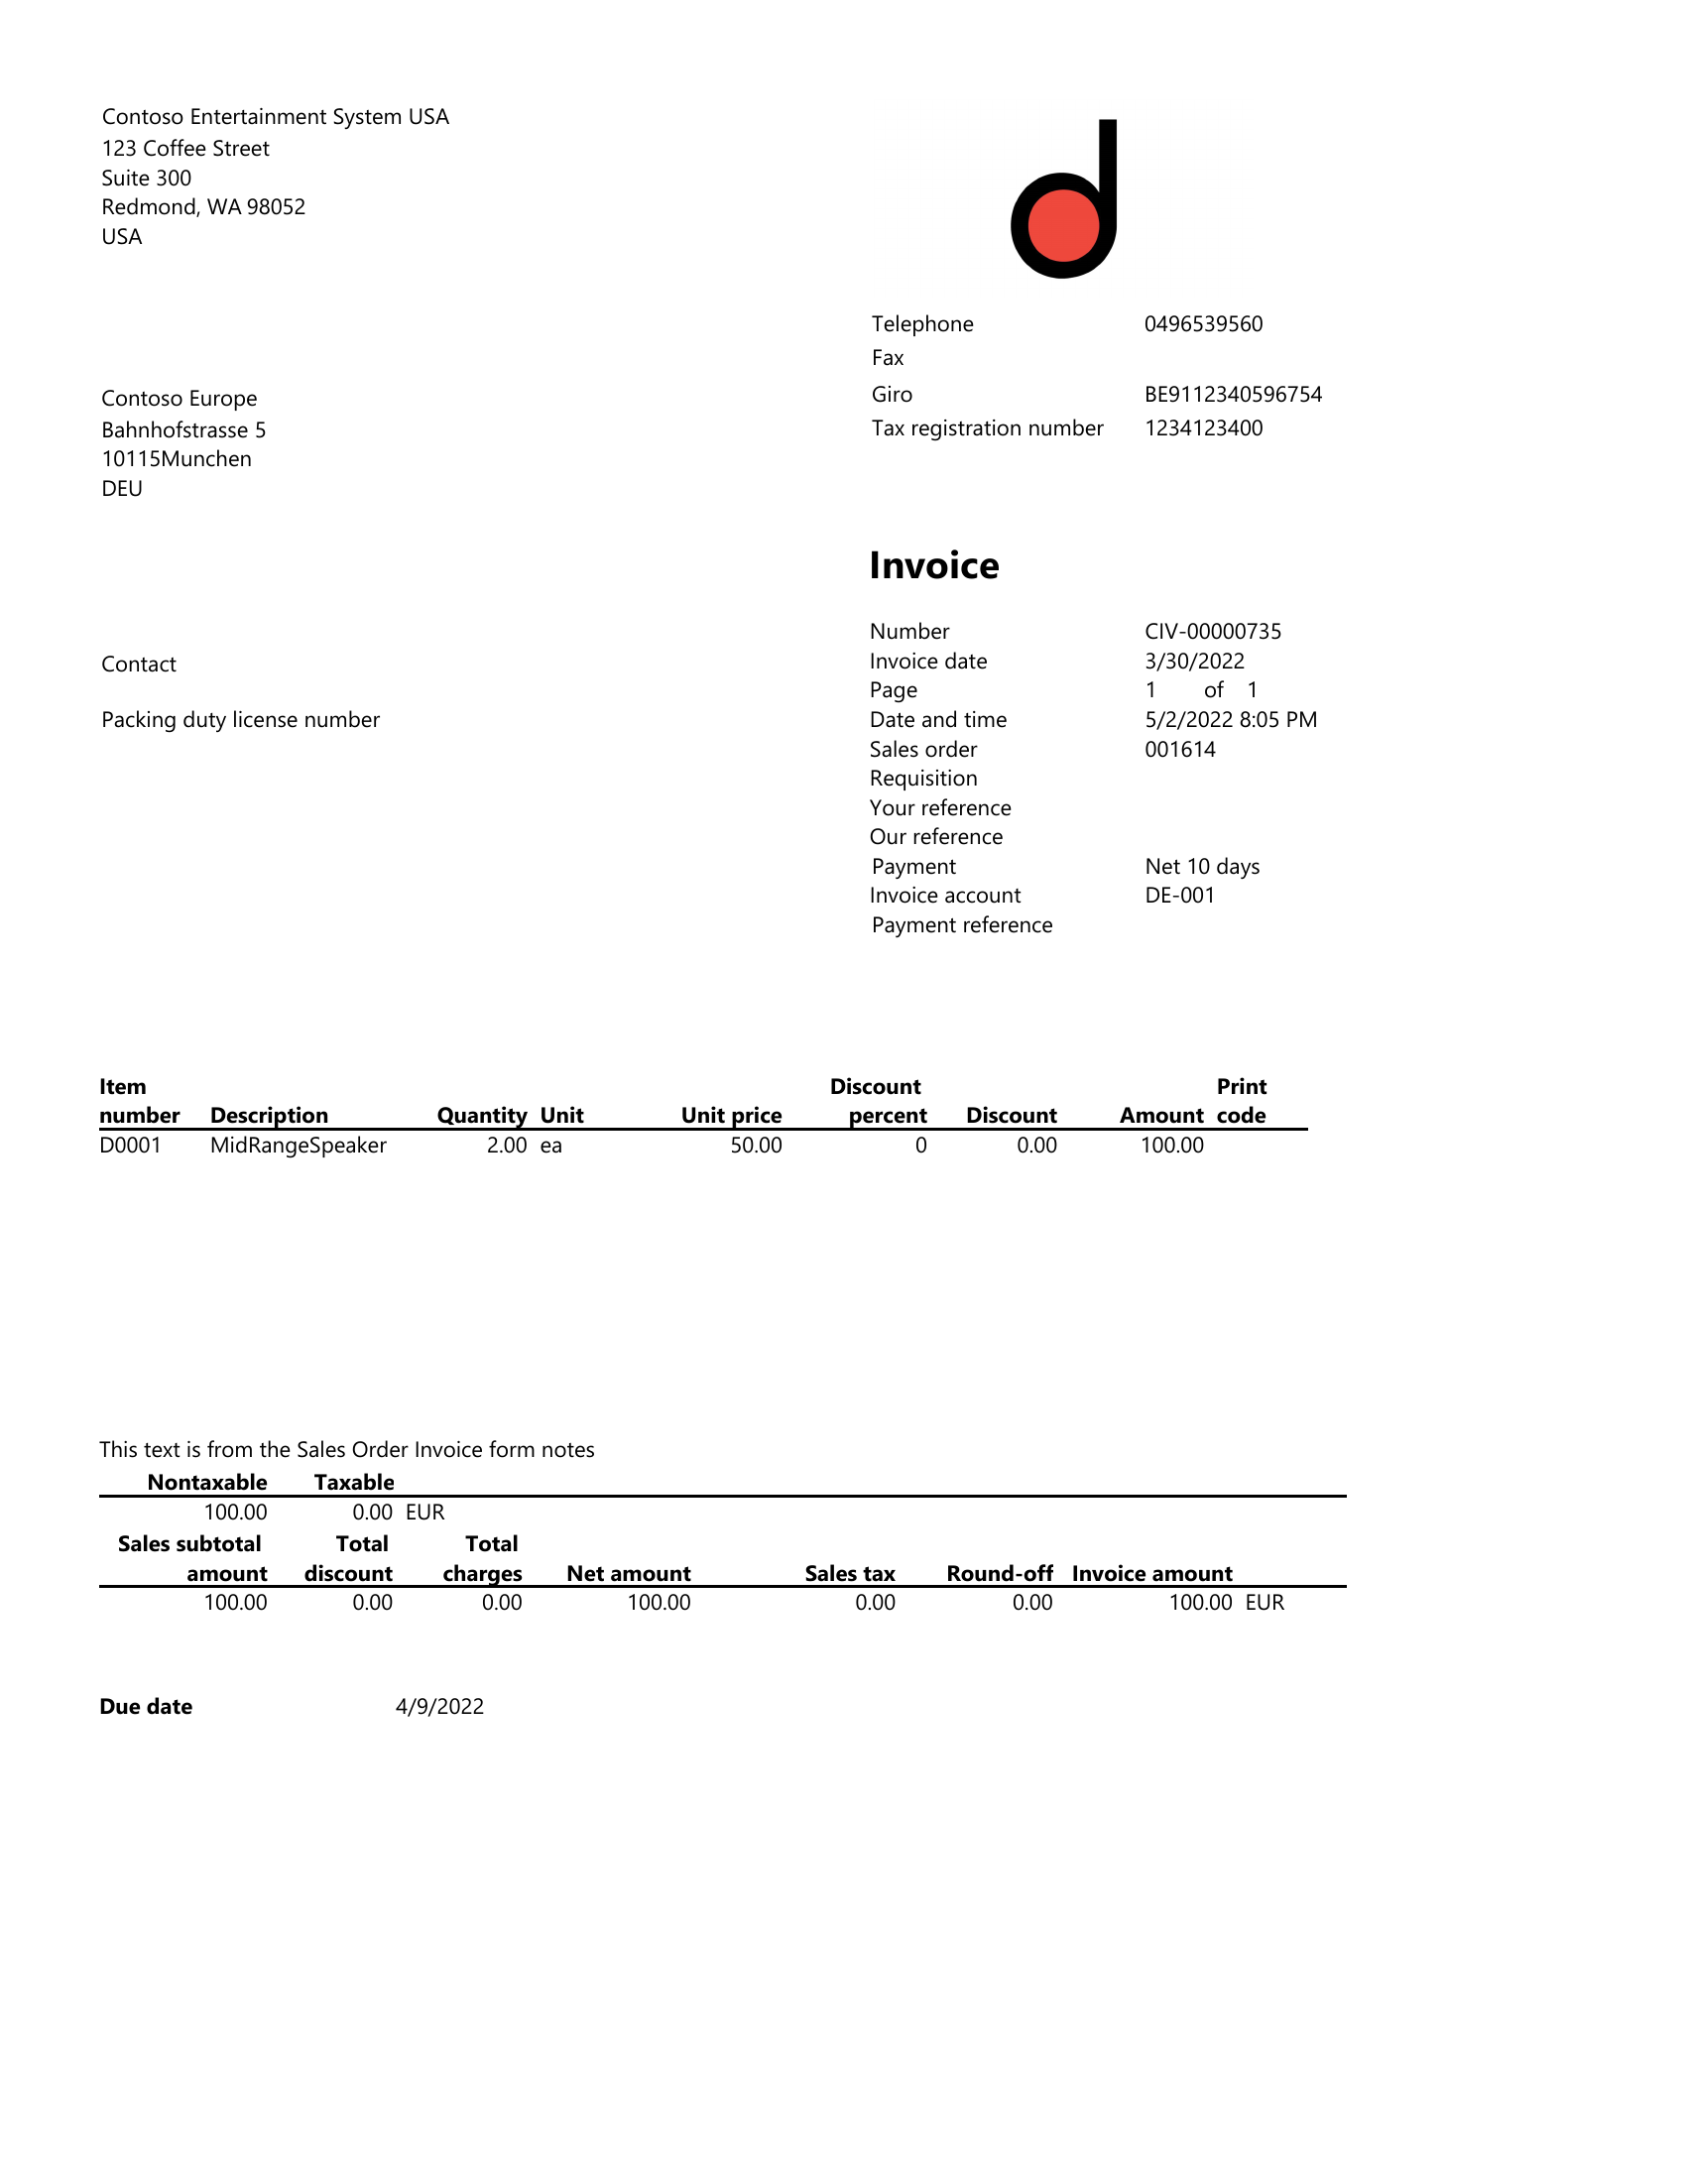 Contoso Entertainment System USA
123 Coffee Street
Suite 300
Redmond, WA 98052
USA
Telephone 0496539560
Fax
Giro BE9112340596754
Tax registration number 1234123400
Contoso Europe
Bahnhofstrasse 5
10115Munchen
DEU
Invoice
Number CIV-00000735
Invoice date 3/30/2022
Page 1 of 1
Date and time 5/2/2022 8:05 PM
Sales order 001614
Requisition
Your reference
Our reference
Payment Net 10 days
Invoice account DE-001
Payment reference
Contact
Packing duty license number
Item Discount Print
number Description Quantity Unit Unit price percent Discount Amount code
D0001 MidRangeSpeaker 2.00 ea 50.00 0 0.00 100.00
This text is from the Sales Order Invoice form notes
Nontaxable Taxable
100.00 0.00 EUR
Sales subtotal Total Total
amount discount charges Net amount Sales tax Round-off Invoice amount
100.00 0.00 0.00 100.00 0.00 0.00 100.00 EUR
Due date 4/9/2022